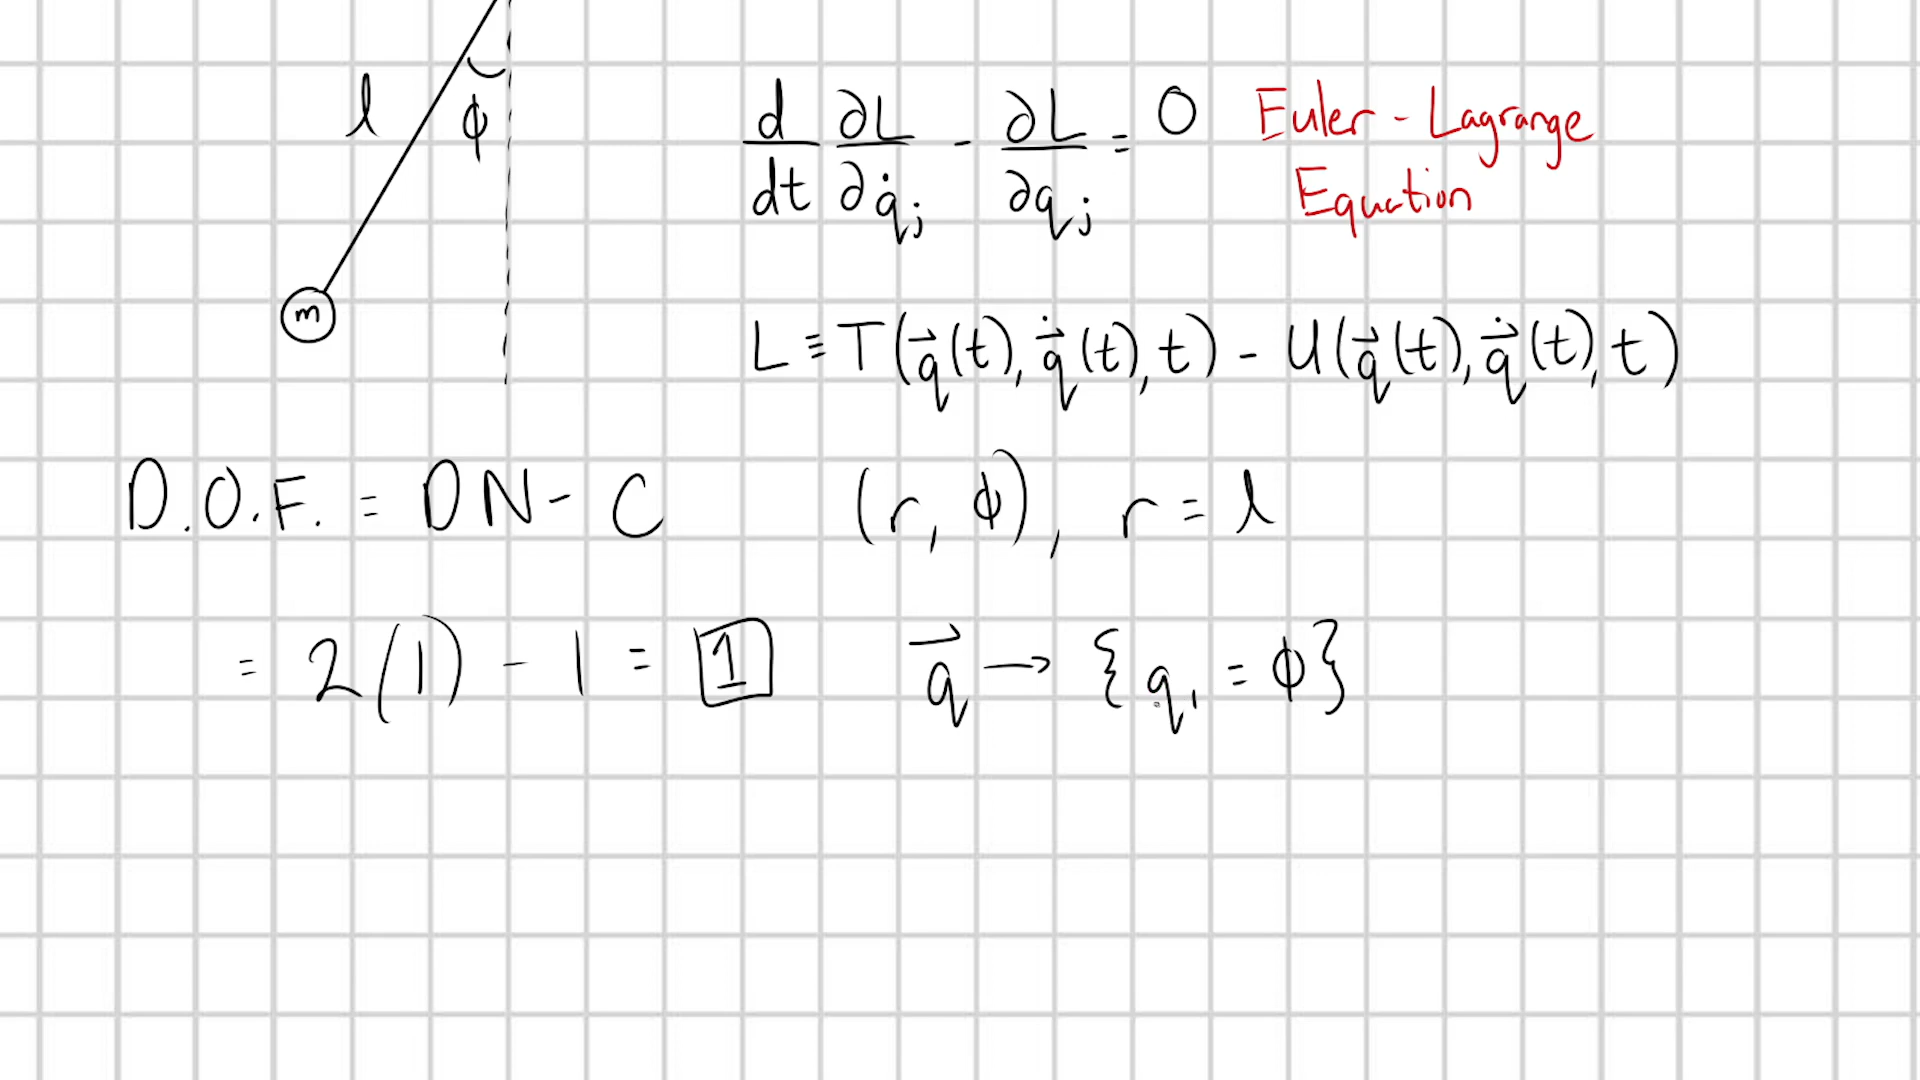 l ϕ
m
d/dt ∂L/∂q̇ⱼ - ∂L/∂qⱼ = 0 Euler - Lagrange
Equation
L ≡ T(q⃗(t), q⃗̇(t), t) - U(q⃗(t), q⃗̇(t), t)
D.O.F. = DN - C (r, ϕ), r = l
= 2(1) - 1 = 1 q⃗ → {q₁ = ϕ}